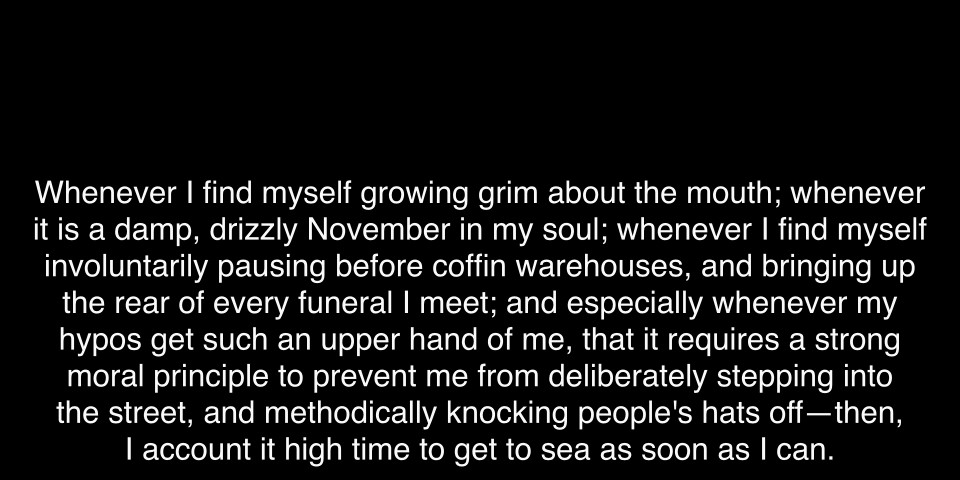 Whenever I find myself growing grim about the mouth; whenever
it is a damp, drizzly November in my soul; whenever I find myself
involuntarily pausing before coffin warehouses, and bringing up
the rear of every funeral I meet; and especially whenever my
hypos get such an upper hand of me, that it requires a strong
moral principle to prevent me from deliberately stepping into
the street, and methodically knocking people's hats off—then,
I account it high time to get to sea as soon as I can.